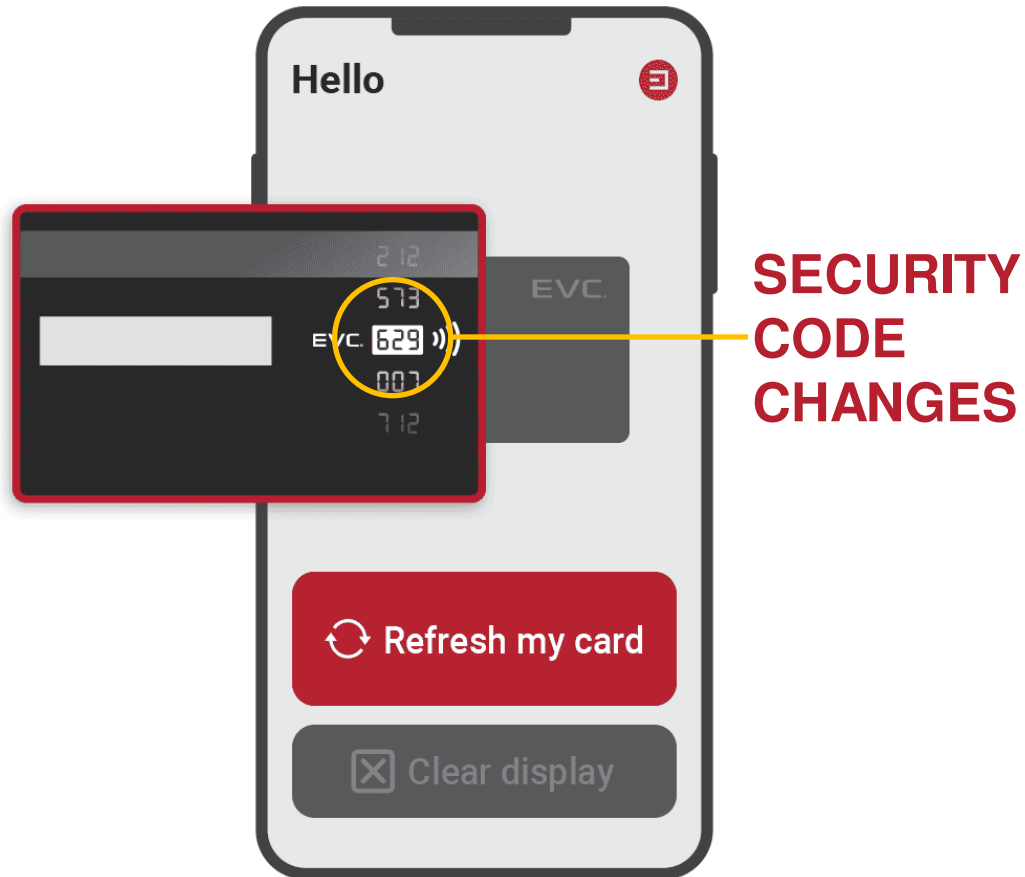 Hello
212
573
EVC.
EVC. 629
007
712
SECURITY
CODE
CHANGES
Refresh my card
Clear display